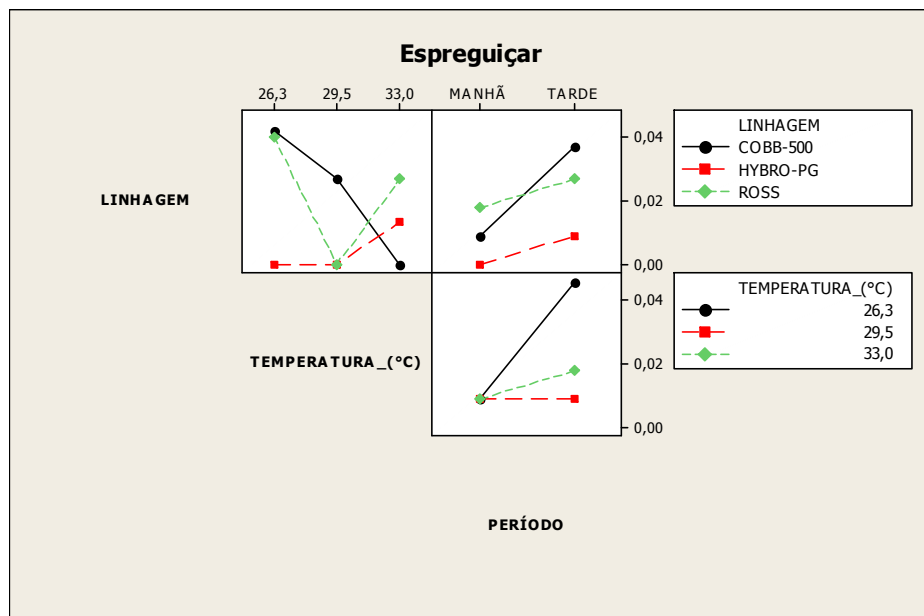 Espreguiçar
26,3 29,5 33,0 MANHÃ TARDE
0,04
0,02
0,00
LINHAGEM
LINHAGEM
COBB-500
HYBRO-PG
ROSS
0,04
0,02
0,00
TEMPERATURA_(°C)
TEMPERATURA_(°C)
26,3
29,5
33,0
PERÍODO